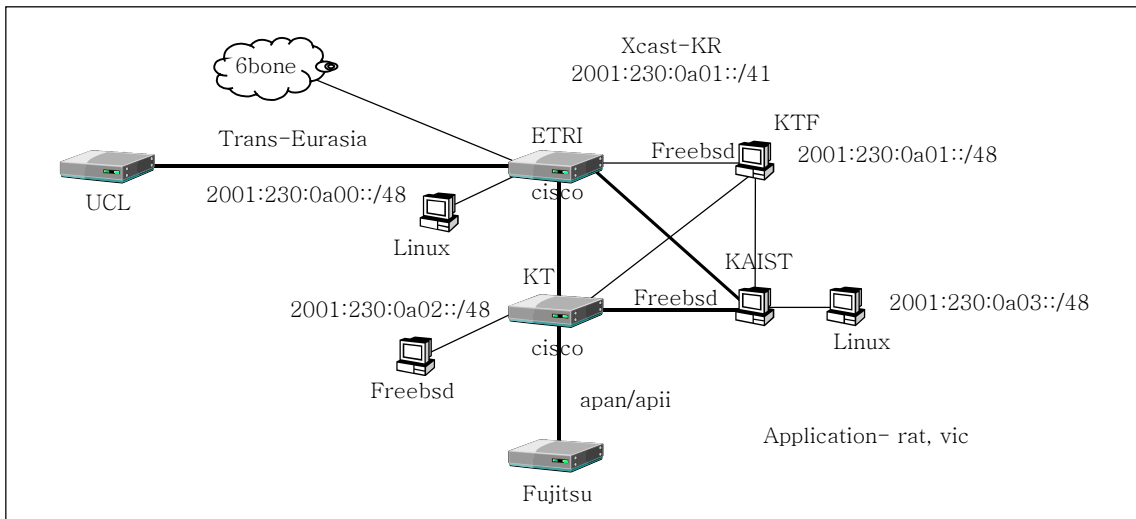 Xcast-KR
2001:230:0a01::/41
6bone
KTF
Trans-Eurasia
ETRI
Freebsd
2001:230:0a01::/48
UCL
2001:230:0a00::/48
cisco
Linux
KT
KAIST
2001:230:0a02::/48
Freebsd
2001:230:0a03::/48
cisco
Linux
Freebsd
apan/apii
Application- rat, vic
Fujitsu